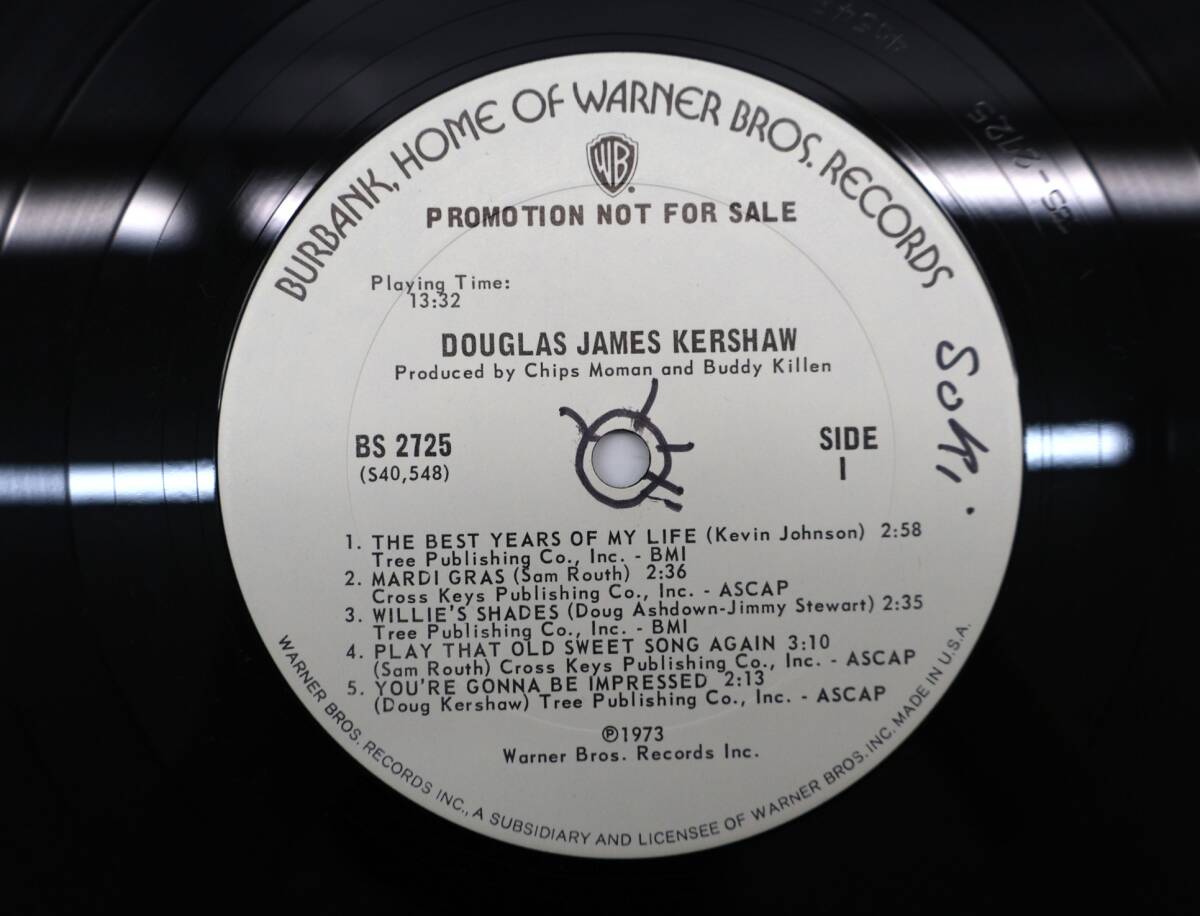 BURBANK, HOME OF WARNER BROS. RECORDS
WB
PROMOTION NOT FOR SALE
Playing Time:
13:32
DOUGLAS JAMES KERSHAW
Produced by Chips Moman and Buddy Killen
BS 2725
(S40,548)
SIDE
1
1. THE BEST YEARS OF MY LIFE (Kevin Johnson) 2:58
Tree Publishing Co., Inc. - BMI
2. MARDI GRAS (Sam Routh) 2:36
Cross Keys Publishing Co., Inc. - ASCAP
3. WILLIE'S SHADES (Doug Ashdown-Jimmy Stewart) 2:35
Tree Publishing Co., Inc. - BMI
4. PLAY THAT OLD SWEET SONG AGAIN 3:10
(Sam Routh) Cross Keys Publishing Co., Inc. - ASCAP
5. YOU'RE GONNA BE IMPRESSED 2:13
(Doug Kershaw) Tree Publishing Co., Inc. - ASCAP
℗1973
Warner Bros. Records Inc.
WARNER BROS. RECORDS INC., A SUBSIDIARY AND LICENSEE OF WARNER BROS. INC. MADE IN U.S.A.